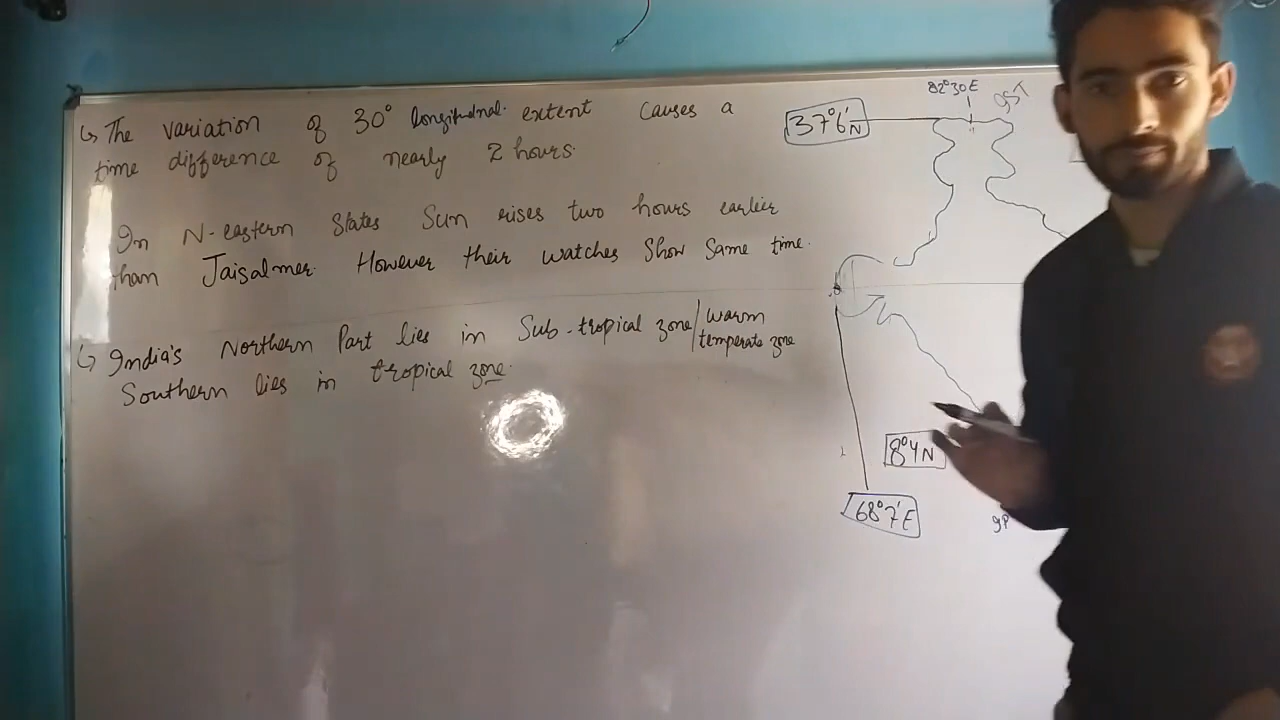 ↳ The variation of 30° longitudnal extent causes a
time difference of nearly 2 hours.
In N-eastern States Sun rises two hours earlier
than Jaisalmer. However their watches show same time.
↳ India's Northern Part lies in Sub-tropical zone/warm
temperate zone
Southern lies in tropical zone.
82°30E
IST
37°6'N
8°4N
68°7'E